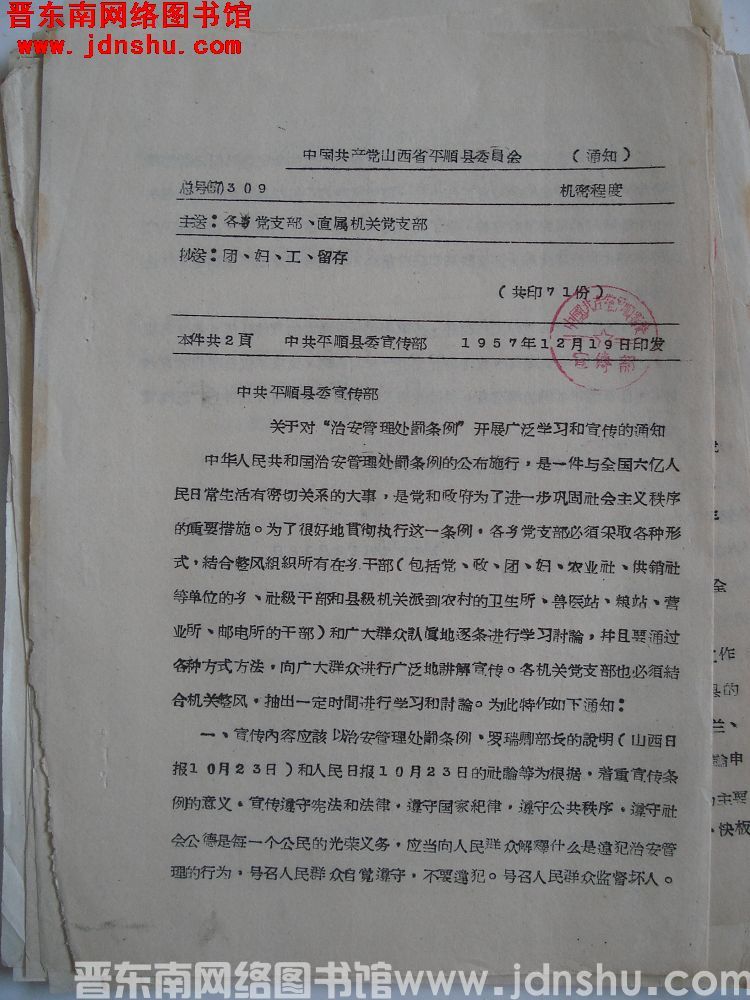 晋东南网络图书馆
www.jdnshu.com
中国共产党山西省平順县委員会 （通知）
总号(57)309 机密程度
主送：各乡党支部、直属机关党支部
抄送：团、妇、工、留存
（共印71份）
本件共2頁 中共平順县委宣传部 1957年12月19日印发
宣傳部
中共平順县委宣传部
关于对“治安管理处罰条例”开展广泛学习和宣传的通知
中华人民共和国治安管理处罰条例的公布施行，是一件与全国六亿人
民日常生活有密切关系的大事，是党和政府为了进一步巩固社会主义秩序
的重要措施。为了很好地貫彻执行这一条例，各乡党支部必須采取各种形
式，結合整风組织所有在乡干部（包括党、政、团、妇、农业社、供銷社
等单位的乡、社級干部和县級机关派到农村的卫生所、兽医站、粮站、营
业所、邮电所的干部）和广大群众认真地逐条进行学习討論，并且要通过
各种方式方法，向广大群众进行广泛地讲解宣传。各机关党支部也必須結
合机关整风，抽出一定时間进行学习和討論。为此特作如下通知：
一、宣传內容应該以治安管理处罰条例、罗瑞卿部长的說明（山西日
报10月23日）和人民日报10月23日的社論等为根据，着重宣传条
例的意义。宣传遵守宪法和法律，遵守国家紀律，遵守公共秩序，遵守社
会公德是每一个公民的光荣义务，应当向人民群众解釋什么是違犯治安管
理的行为，号召人民群众自覚遵守，不要違犯。号召人民群众监督坏人。
全
工作
县的
兰、
論申
为主要
、快板
晋东南网络图书馆www.jdnshu.com